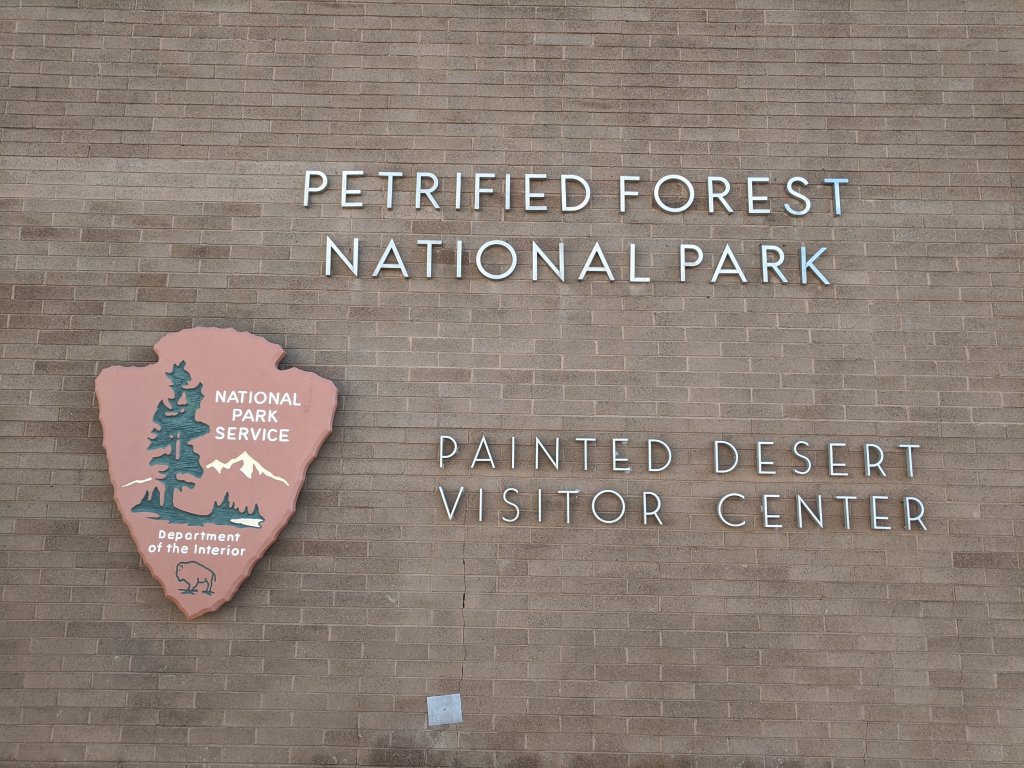 PETRIFIED FOREST
NATIONAL PARK
NATIONAL
PARK
SERVICE
Department
of the Interior
PAINTED DESERT
VISITOR CENTER